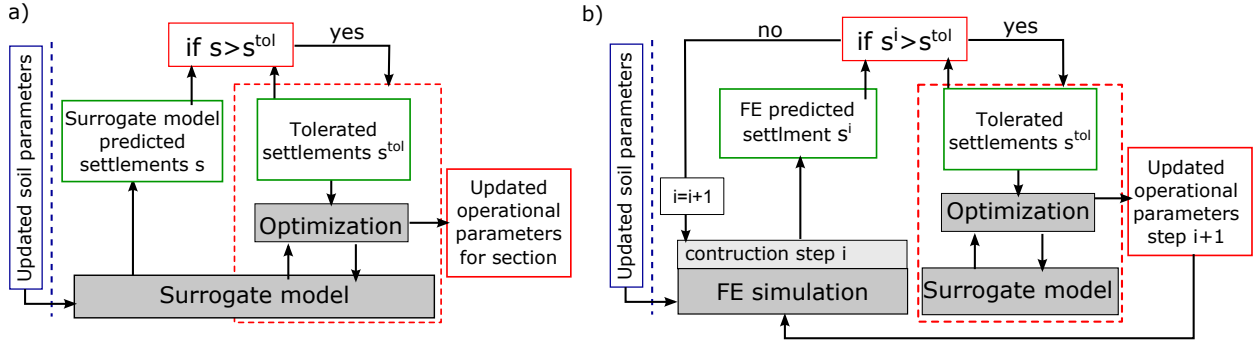 a)
Updated soil parameters
if s>s^tol
yes
Surrogate model
predicted
settlements s
Tolerated
settlements s^tol
Optimization
Updated
operational
parameters
for section
Surrogate model
b)
Updated soil parameters
no
if s^i>s^tol
yes
FE predicted
settlment s^i
Tolerated
settlements s^tol
i=i+1
Optimization
Updated
operational
parameters
step i+1
contruction step i
FE simulation
Surrogate model